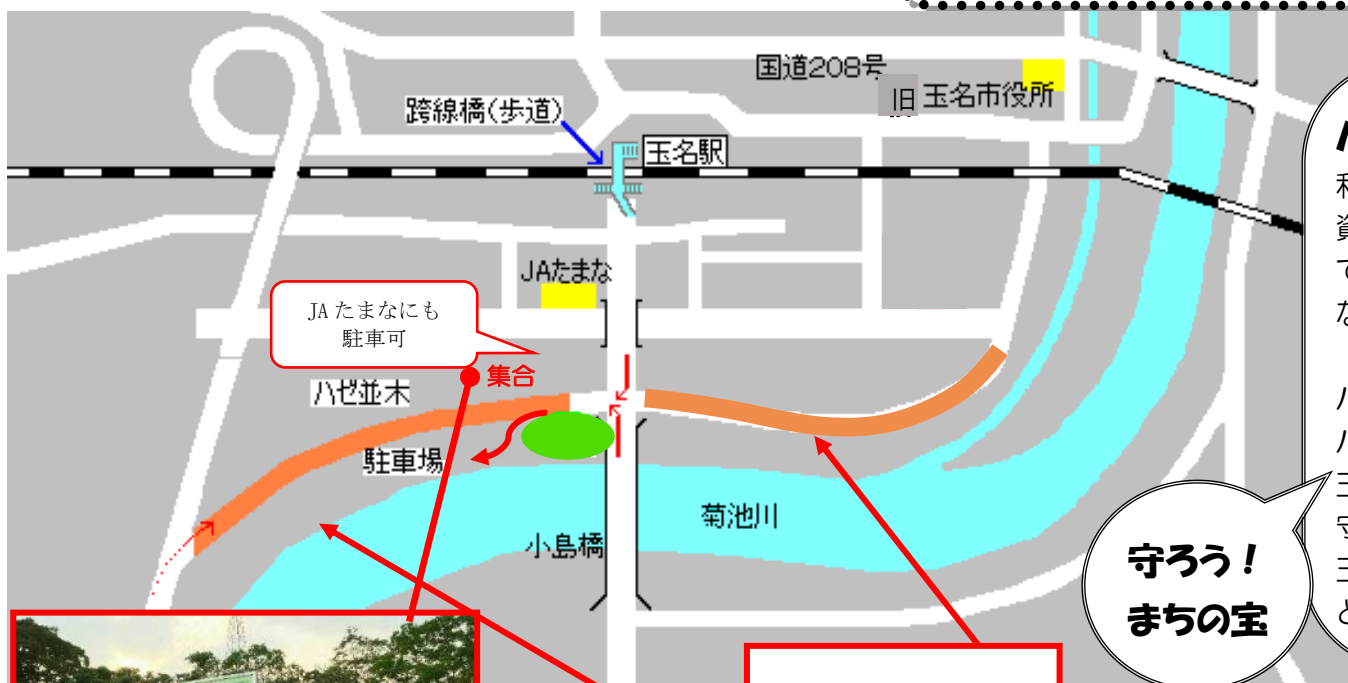 国道208号
旧 玉名市役所
跨線橋(歩道)
玉名駅
JAたまな
JA たまなにも
駐車可
集合
ハゼ並木
駐車場
菊池川
小島橋
守ろう！
まちの宝